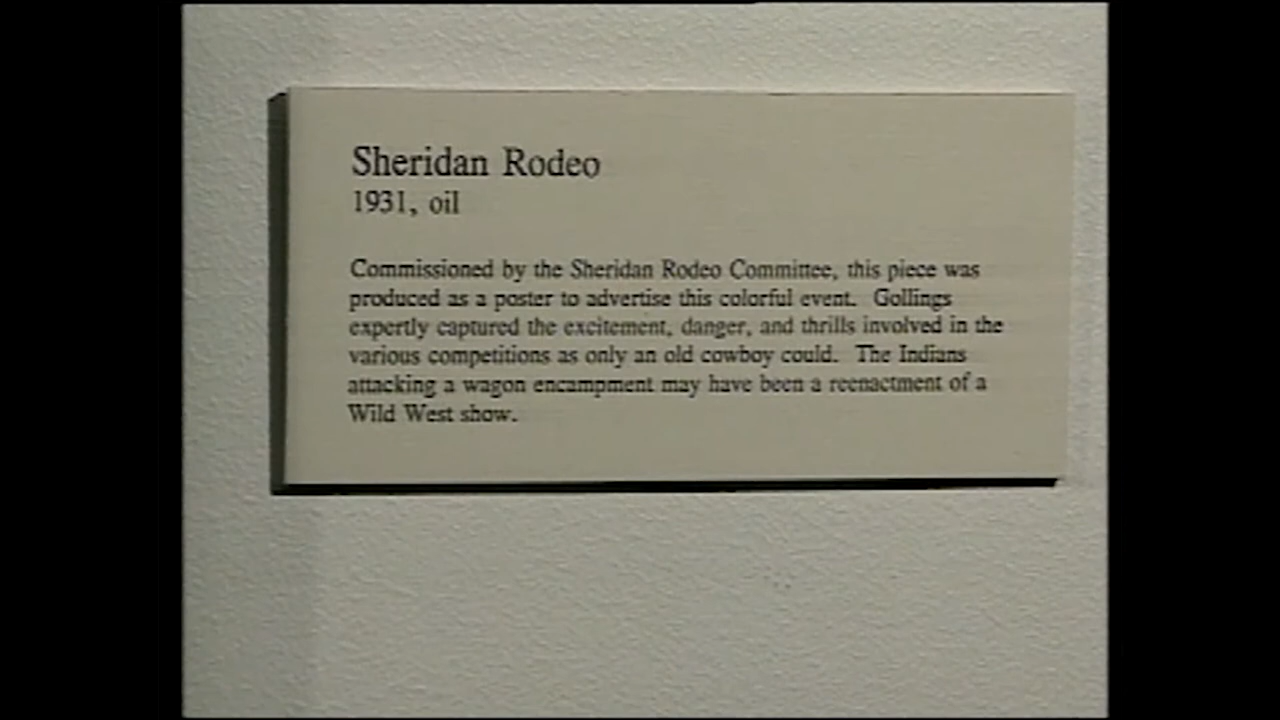 Sheridan Rodeo
1931, oil
Commissioned by the Sheridan Rodeo Committee, this piece was
produced as a poster to advertise this colorful event. Gollings
expertly captured the excitement, danger, and thrills involved in the
various competitions as only an old cowboy could. The Indians
attacking a wagon encampment may have been a reenactment of a
Wild West show.